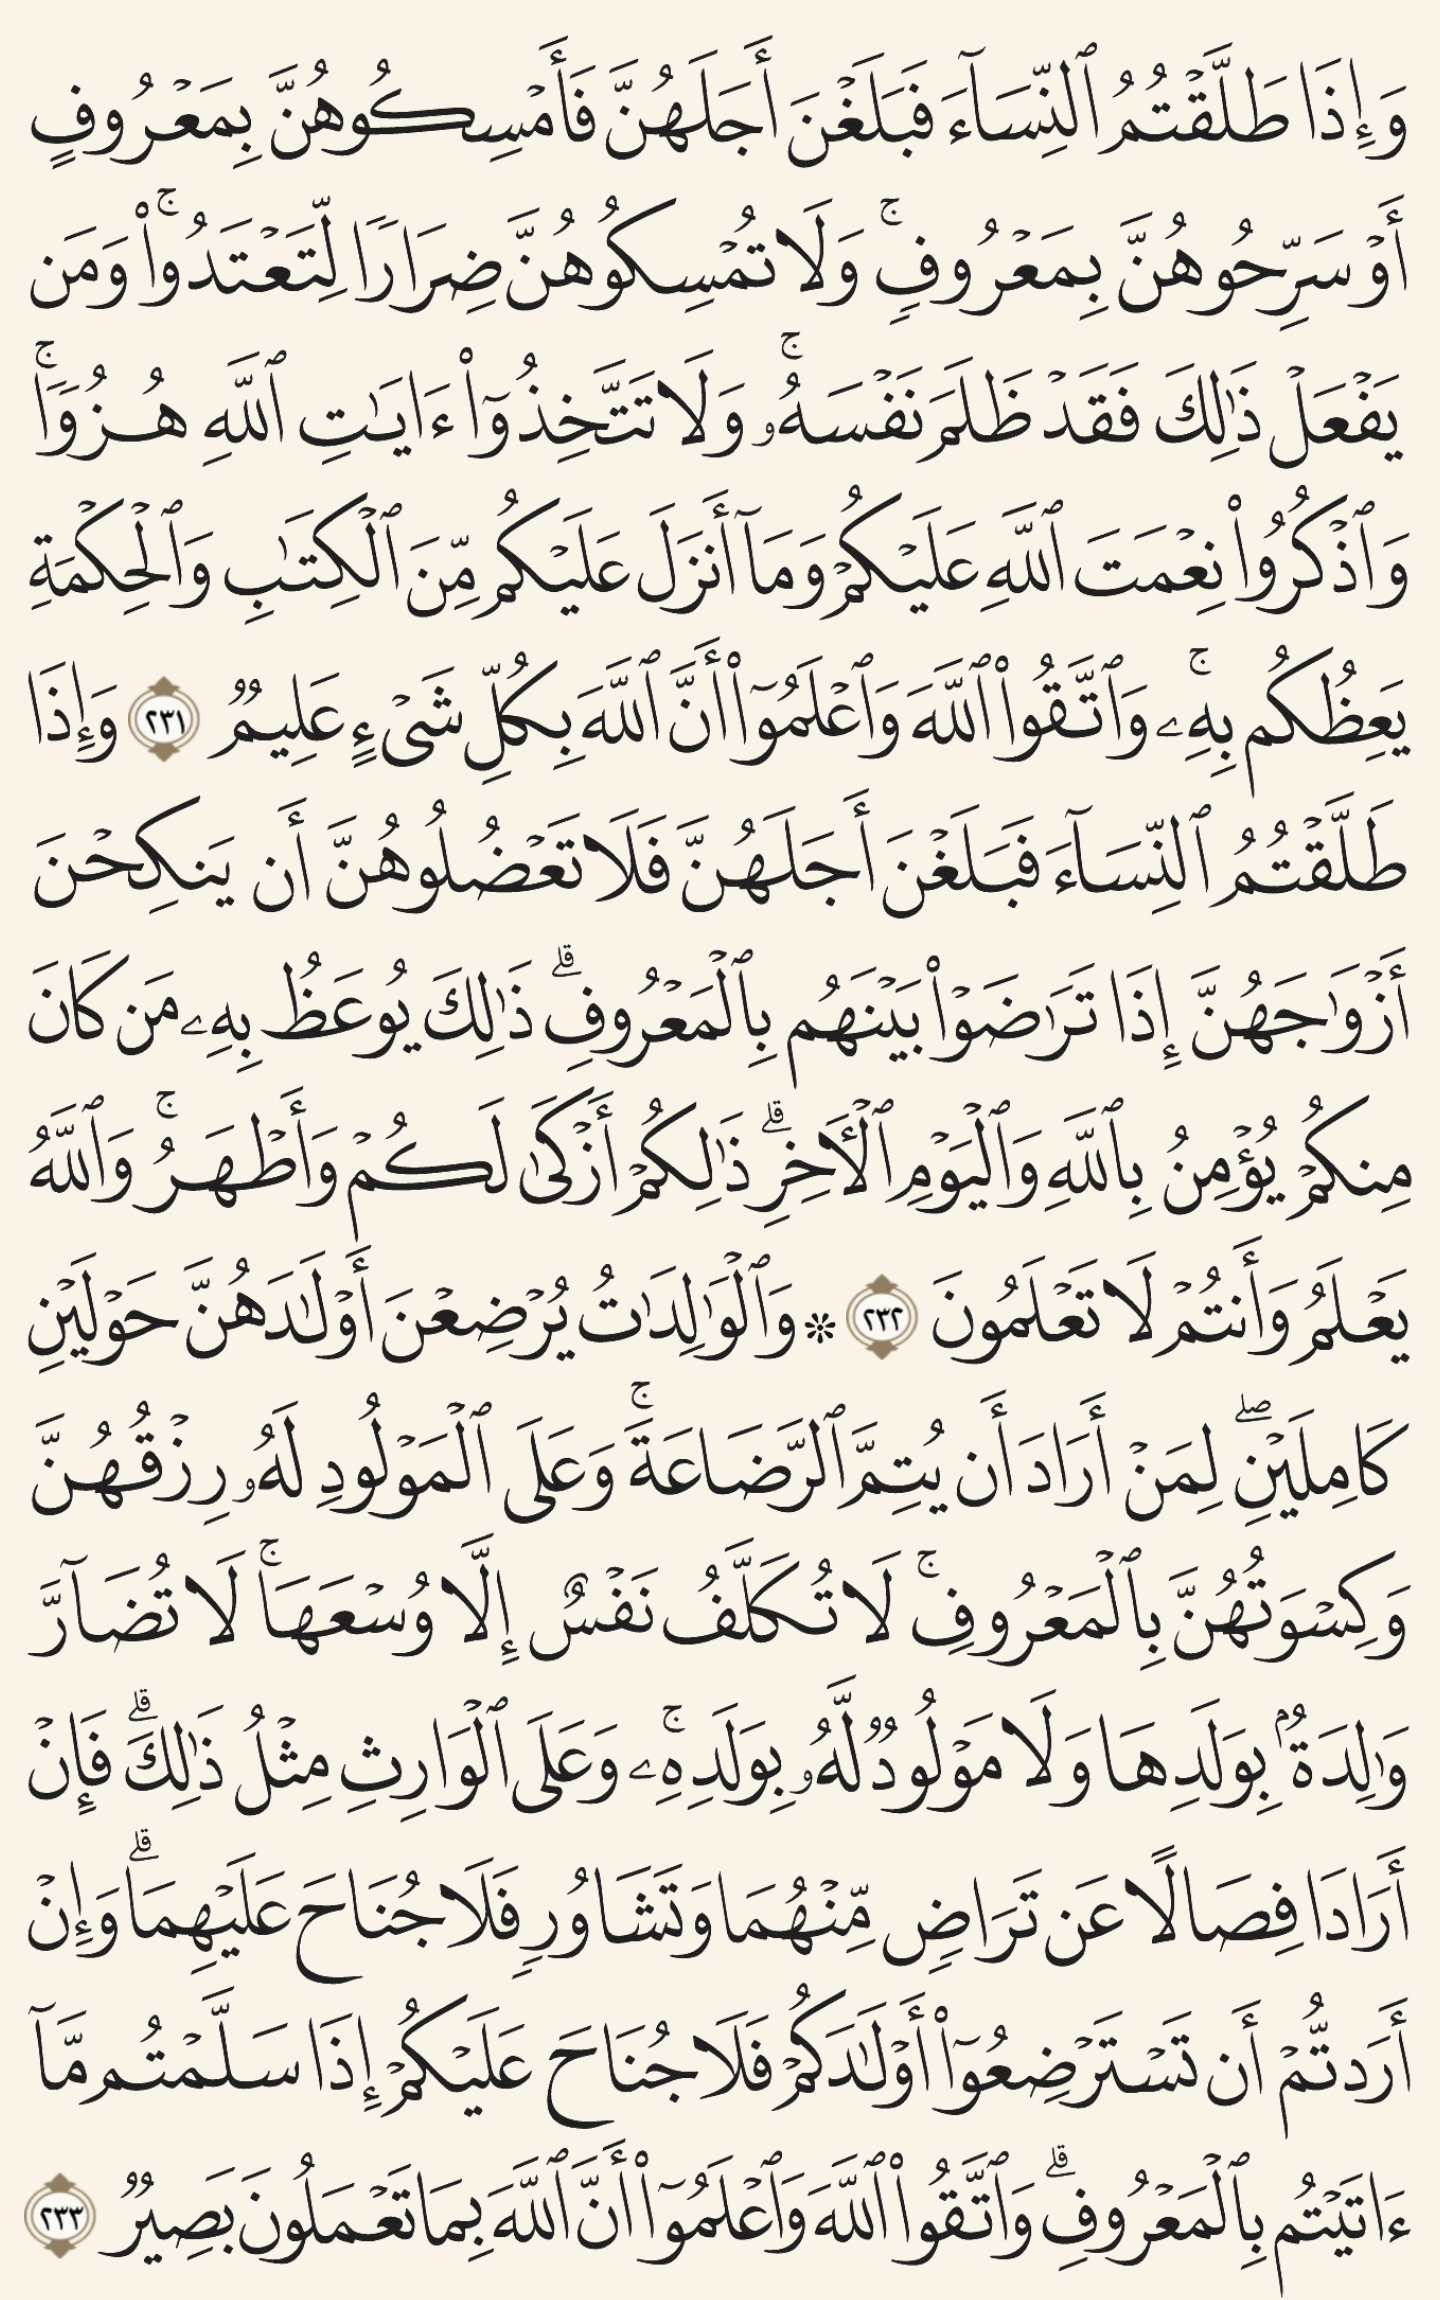 وَإِذَا طَلَّقۡتُمُ ٱلنِّسَآءَ فَبَلَغۡنَ أَجَلَهُنَّ فَأَمۡسِكُوهُنَّ بِمَعۡرُوفٍ
أَوۡ سَرِّحُوهُنَّ بِمَعۡرُوفٖۚ وَلَا تُمۡسِكُوهُنَّ ضِرَارٗا لِّتَعۡتَدُواْۚ وَمَن
يَفۡعَلۡ ذَٰلِكَ فَقَدۡ ظَلَمَ نَفۡسَهُۥۚ وَلَا تَتَّخِذُوٓاْ ءَايَٰتِ ٱللَّهِ هُزُوٗاۚ
وَٱذۡكُرُواْ نِعۡمَتَ ٱللَّهِ عَلَيۡكُمۡ وَمَآ أَنزَلَ عَلَيۡكُم مِّنَ ٱلۡكِتَٰبِ وَٱلۡحِكۡمَةِ
يَعِظُكُم بِهِۦۚ وَٱتَّقُواْ ٱللَّهَ وَٱعۡلَمُوٓاْ أَنَّ ٱللَّهَ بِكُلِّ شَيۡءٍ عَلِيمٞ ٢٣١ وَإِذَا
طَلَّقۡتُمُ ٱلنِّسَآءَ فَبَلَغۡنَ أَجَلَهُنَّ فَلَا تَعۡضُلُوهُنَّ أَن يَنكِحۡنَ
أَزۡوَٰجَهُنَّ إِذَا تَرَٰضَوۡاْ بَيۡنَهُم بِٱلۡمَعۡرُوفِۗ ذَٰلِكَ يُوعَظُ بِهِۦ مَن كَانَ
مِنكُمۡ يُؤۡمِنُ بِٱللَّهِ وَٱلۡيَوۡمِ ٱلۡأٓخِرِۗ ذَٰلِكُمۡ أَزۡكَىٰ لَكُمۡ وَأَطۡهَرُۚ وَٱللَّهُ
يَعۡلَمُ وَأَنتُمۡ لَا تَعۡلَمُونَ ٢٣٢ ۞ وَٱلۡوَٰلِدَٰتُ يُرۡضِعۡنَ أَوۡلَٰدَهُنَّ حَوۡلَيۡنِ
كَامِلَيۡنِۖ لِمَنۡ أَرَادَ أَن يُتِمَّ ٱلرَّضَاعَةَۚ وَعَلَى ٱلۡمَوۡلُودِ لَهُۥ رِزۡقُهُنَّ
وَكِسۡوَتُهُنَّ بِٱلۡمَعۡرُوفِۚ لَا تُكَلَّفُ نَفۡسٌ إِلَّا وُسۡعَهَاۚ لَا تُضَآرَّ
وَٰلِدَةُۢ بِوَلَدِهَا وَلَا مَوۡلُودٞ لَّهُۥ بِوَلَدِهِۦۚ وَعَلَى ٱلۡوَارِثِ مِثۡلُ ذَٰلِكَۗ فَإِنۡ
أَرَادَا فِصَالًا عَن تَرَاضٖ مِّنۡهُمَا وَتَشَاوُرٖ فَلَا جُنَاحَ عَلَيۡهِمَاۗ وَإِنۡ
أَرَدتُّمۡ أَن تَسۡتَرۡضِعُوٓاْ أَوۡلَٰدَكُمۡ فَلَا جُنَاحَ عَلَيۡكُمۡ إِذَا سَلَّمۡتُم مَّآ
ءَاتَيۡتُم بِٱلۡمَعۡرُوفِۗ وَٱتَّقُواْ ٱللَّهَ وَٱعۡلَمُوٓاْ أَنَّ ٱللَّهَ بِمَا تَعۡمَلُونَ بَصِيرٞ ٢٣٣